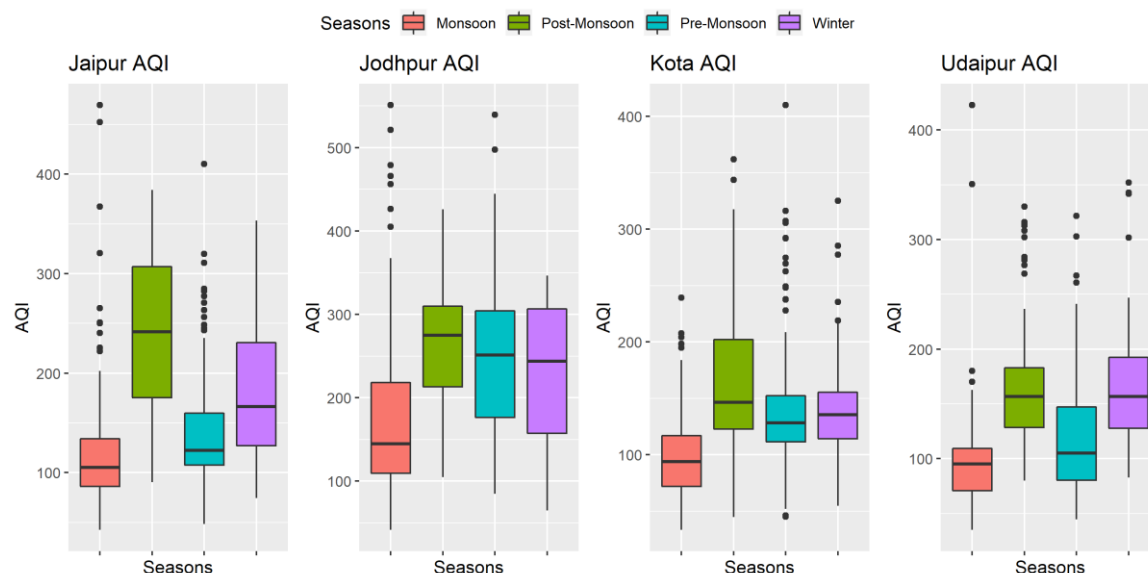 Seasons Monsoon Post-Monsoon Pre-Monsoon Winter
Jaipur AQI
AQI
400
300
200
100
Seasons
Jodhpur AQI
AQI
500
400
300
200
100
Seasons
Kota AQI
AQI
400
300
200
100
Seasons
Udaipur AQI
AQI
400
300
200
100
Seasons